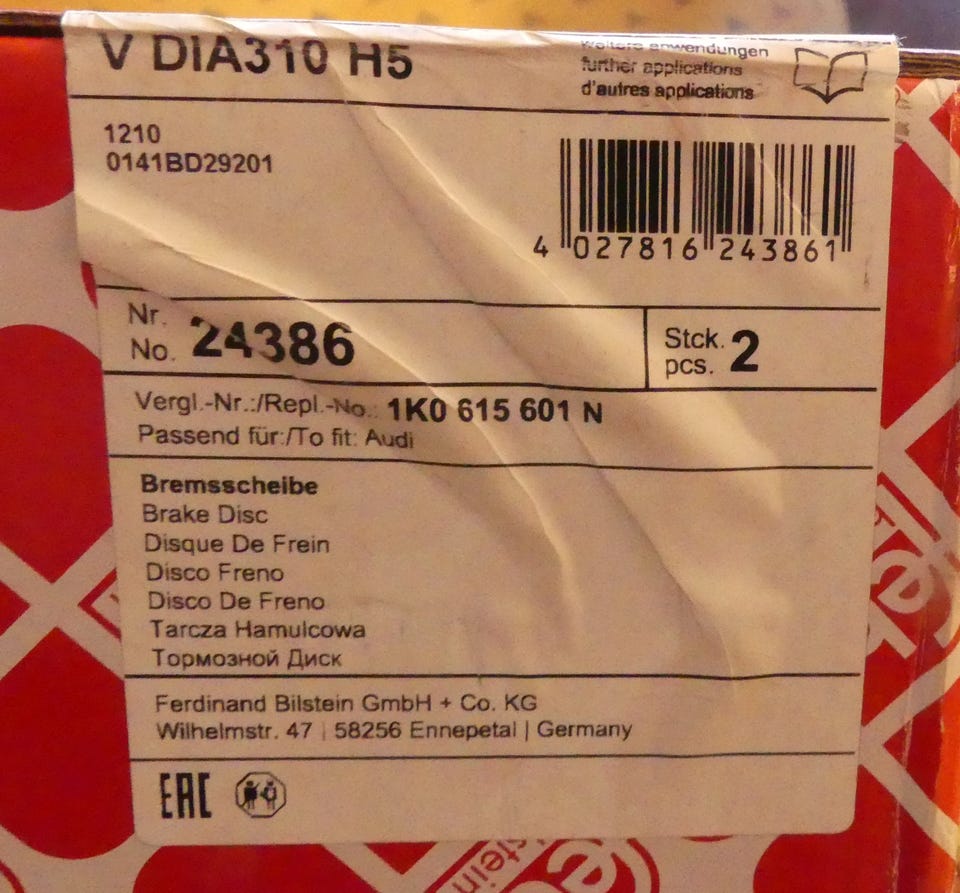 V DIA310 H5
weitere anwendungen
further applications
d'autres applications
1210
0141BD29201
4 027816 243861
Nr.
No. 24386
Stck.
pcs. 2
Vergl.-Nr.:/Repl.-No.: 1K0 615 601 N
Passend für:/To fit: Audi
Bremsscheibe
Brake Disc
Disque De Frein
Disco Freno
Disco De Freno
Tarcza Hamulcowa
Тормозной Диск
Ferdinand Bilstein GmbH + Co. KG
Wilhelmstr. 47 | 58256 Ennepetal | Germany
EAC